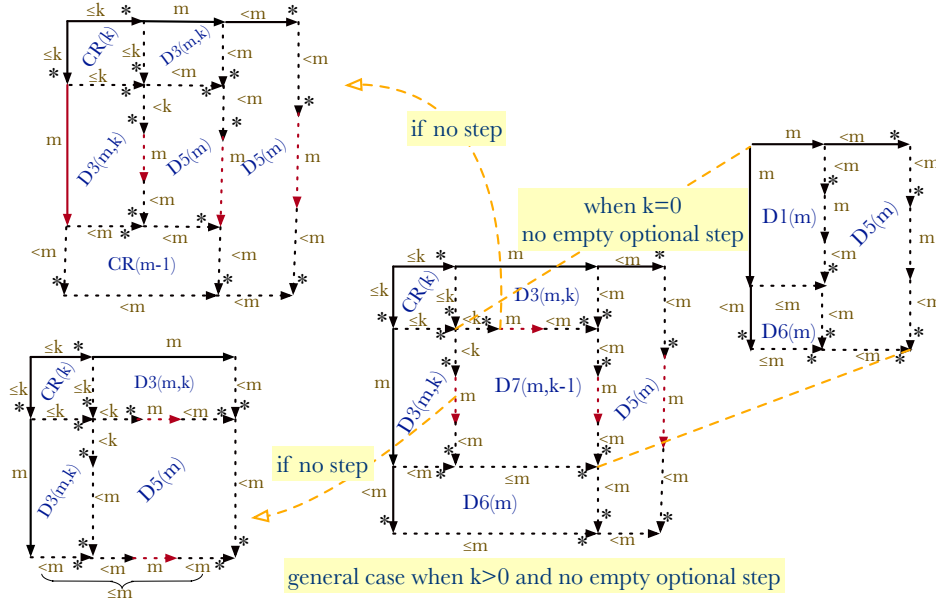 ≤k m <m
≤k CR(k) ≤k D3(m,k) <m <m
* ≤k * <m *
<k <m
m D3(m,k) m D5(m) m D5(m) m
<m * <m *
<m CR(m-1) <m <m
* <m * <m *
if no step
m <m *
m D1(m) <m * m D5(m) <m * m
<m <m
≤m
D6(m) <m
≤m * <m *
when k=0
no empty optional step
≤k * m * <m *
≤k CR(k) ≤k D3(m,k) <m <m
* ≤k * <k * m <m *
<k <m
m D3(m,k) m D7(m,k-1) m D5(m) m
<m * ≤m *
<m D6(m) <m <m
* ≤m * <m *
≤k * m *
≤k CR(k) ≤k D3(m,k) <m
* ≤k * <k * m <m *
<k
m D3(m,k) <m D5(m) <m
* <m * <m m <m *
≤m
if no step
general case when k>0 and no empty optional step